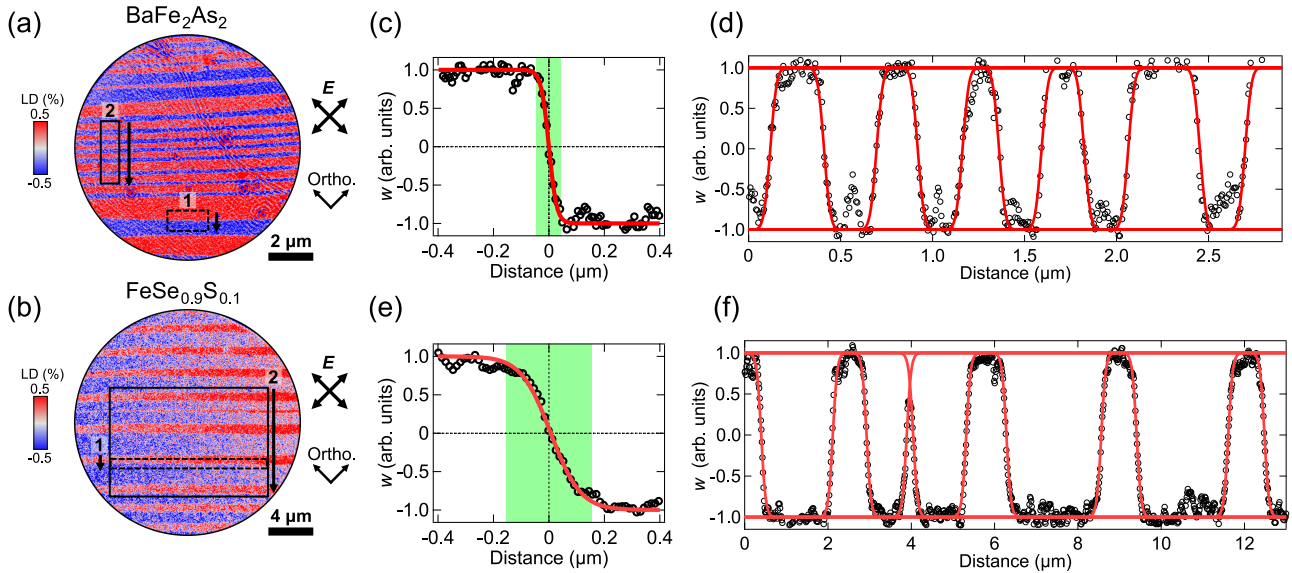 (a)
BaFe₂As₂
LD (%)
0.5
-0.5
2
1
E
Ortho.
2 μm
(b)
FeSe₀.₉S₀.₁
LD (%)
0.5
-0.5
2
1
E
Ortho.
4 μm
(c)
w (arb. units)
1.0
0.5
0
-0.5
-1.0
-0.4 -0.2 0 0.2 0.4
Distance (μm)
(d)
w (arb. units)
1.0
0.5
0.0
-0.5
-1.0
0 0.5 1.0 1.5 2.0 2.5
Distance (μm)
(e)
w (arb. units)
1.0
0.5
0
-0.5
-1.0
-0.4 -0.2 0 0.2 0.4
Distance (μm)
(f)
w (arb. units)
1.0
0.5
0.0
-0.5
-1.0
0 2 4 6 8 10 12
Distance (μm)